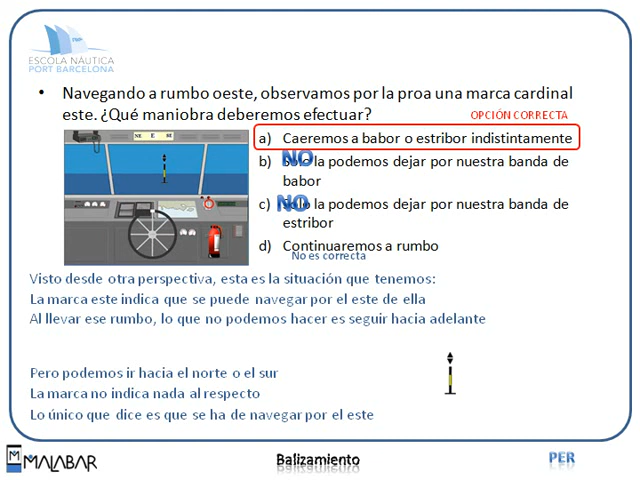 ESCOLA NÁUTICA
PORT BARCELONA
• Navegando a rumbo oeste, observamos por la proa una marca cardinal
este. ¿Qué maniobra deberemos efectuar?
OPCIÓN CORRECTA
NE E SE
a) Caeremos a babor o estribor indistintamente
b) Solo la podemos dejar por nuestra banda de
babor
NO
c) Solo la podemos dejar por nuestra banda de
estribor
NO
d) Continuaremos a rumbo
No es correcta
Visto desde otra perspectiva, esta es la situación que tenemos:
La marca este indica que se puede navegar por el este de ella
Al llevar ese rumbo, lo que no podemos hacer es seguir hacia adelante
Pero podemos ir hacia el norte o el sur
La marca no indica nada al respecto
Lo único que dice es que se ha de navegar por el este
MALABAR
Balizamiento
PER